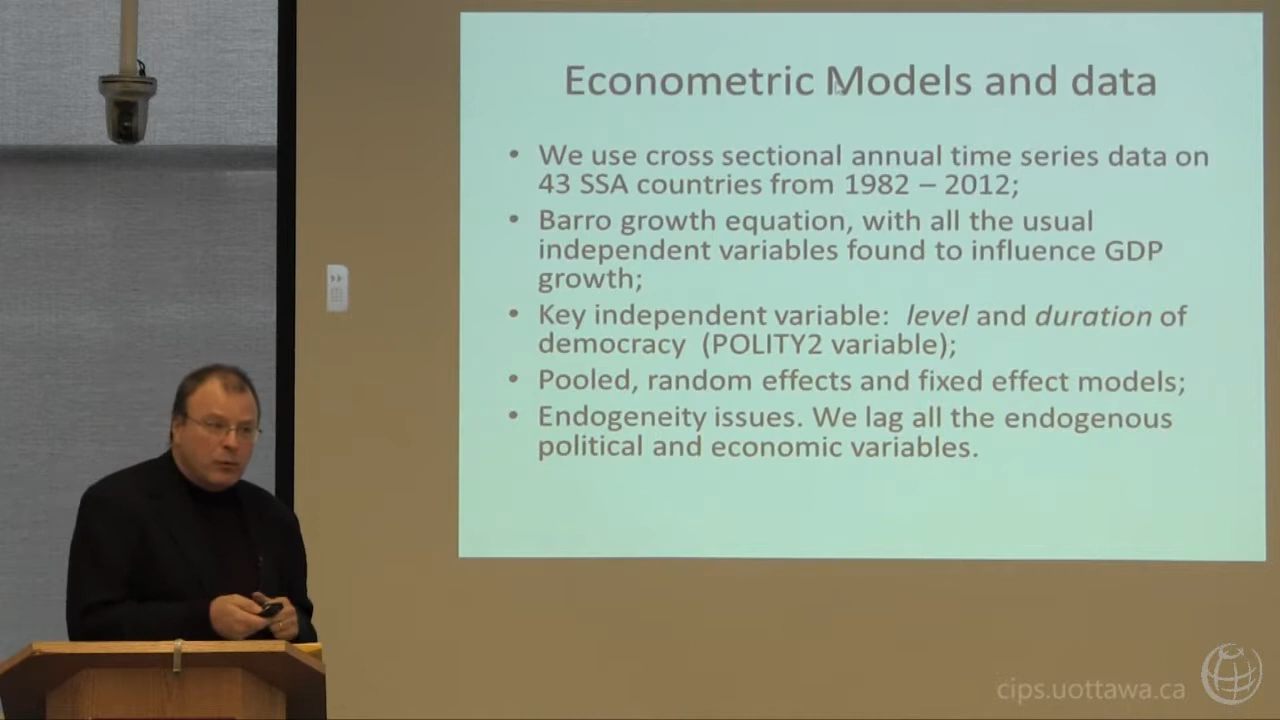 Econometric Models and data
• We use cross sectional annual time series data on
43 SSA countries from 1982 – 2012;
• Barro growth equation, with all the usual
independent variables found to influence GDP
growth;
• Key independent variable: level and duration of
democracy (POLITY2 variable);
• Pooled, random effects and fixed effect models;
• Endogeneity issues. We lag all the endogenous
political and economic variables.
cips.uottawa.ca